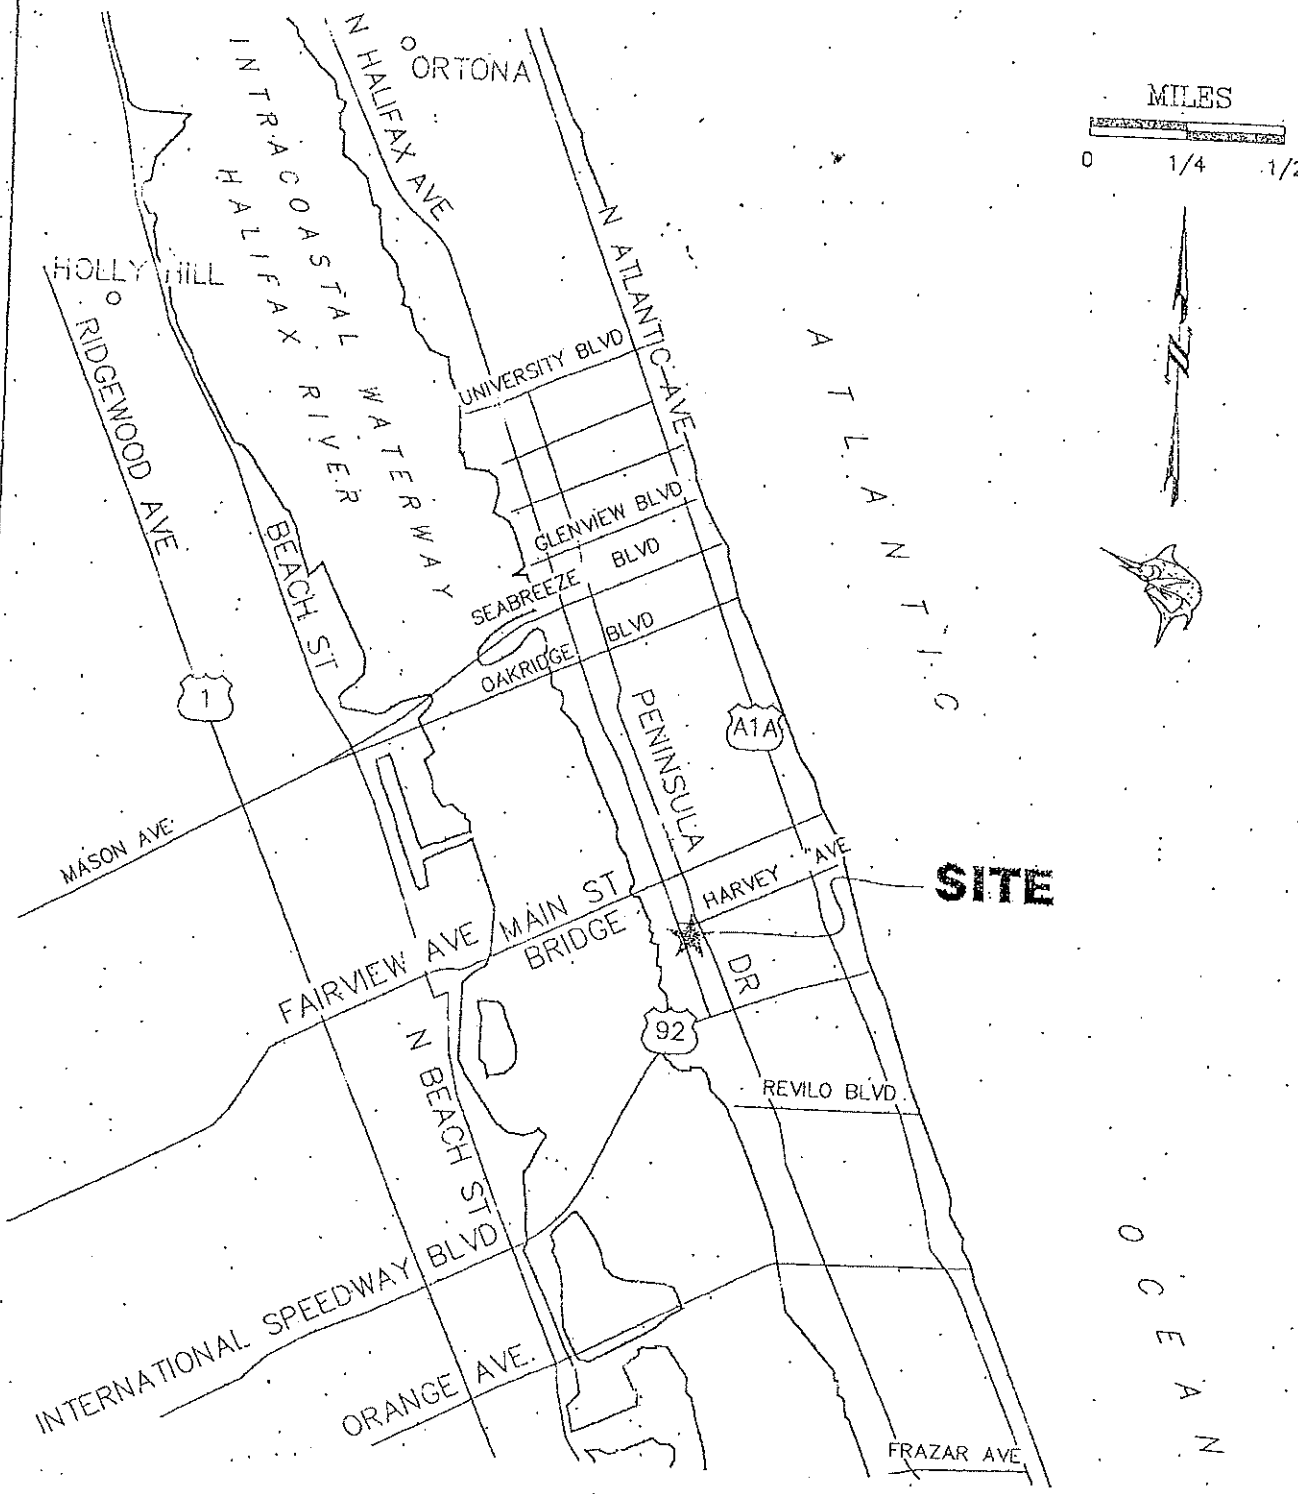 N HALIFAX AVE
ORTONA
INTRACOASTAL WATERWAY
HALIFAX RIVER
MILES
0 1/4 1/2
N ATLANTIC AVE
HOLLY HILL
RIDGEWOOD AVE
N
UNIVERSITY BLVD
ATLANTIC
OCEAN
BEACH ST
GLENVIEW BLVD
SEABREEZE BLVD
OAKRIDGE BLVD
1
A1A
PENINSULA DR
MASON AVE
HARVEY AVE
SITE
FAIRVIEW AVE
MAIN ST
BRIDGE
92
N BEACH ST
REVILO BLVD
INTERNATIONAL SPEEDWAY BLVD
ORANGE AVE.
FRAZAR AVE